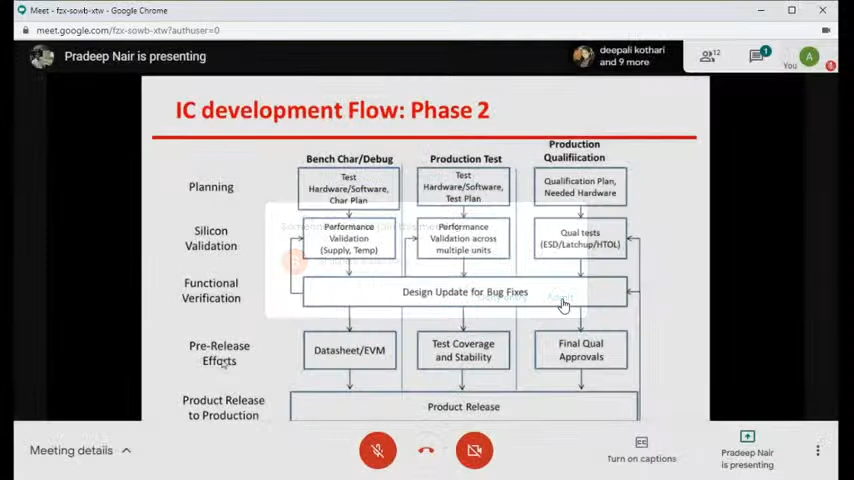 Meet - fzx-sowb-xtw - Google Chrome
meet.google.com/fzx-sowb-xtw?authuser=0
Pradeep Nair is presenting
deepali kothari
and 9 more
12
1
You
A
IC development Flow: Phase 2
Bench Char/Debug
Production Test
Production
Qualifiication
Planning
Test
Hardware/Software,
Char Plan
Test
Hardware/Software,
Test Plan
Qualification Plan,
Needed Hardware
Silicon
Validation
Performance
Validation
(Supply, Temp)
Performance
Validation across
multiple units
Qual tests
(ESD/Latchup/HTOL)
Functional
Verification
Design Update for Bug Fixes
Admit
Pre-Release
Efforts
Datasheet/EVM
Test Coverage
and Stability
Final Qual
Approvals
Product Release
to Production
Product Release
Meeting details
Turn on captions
Pradeep Nair
is presenting